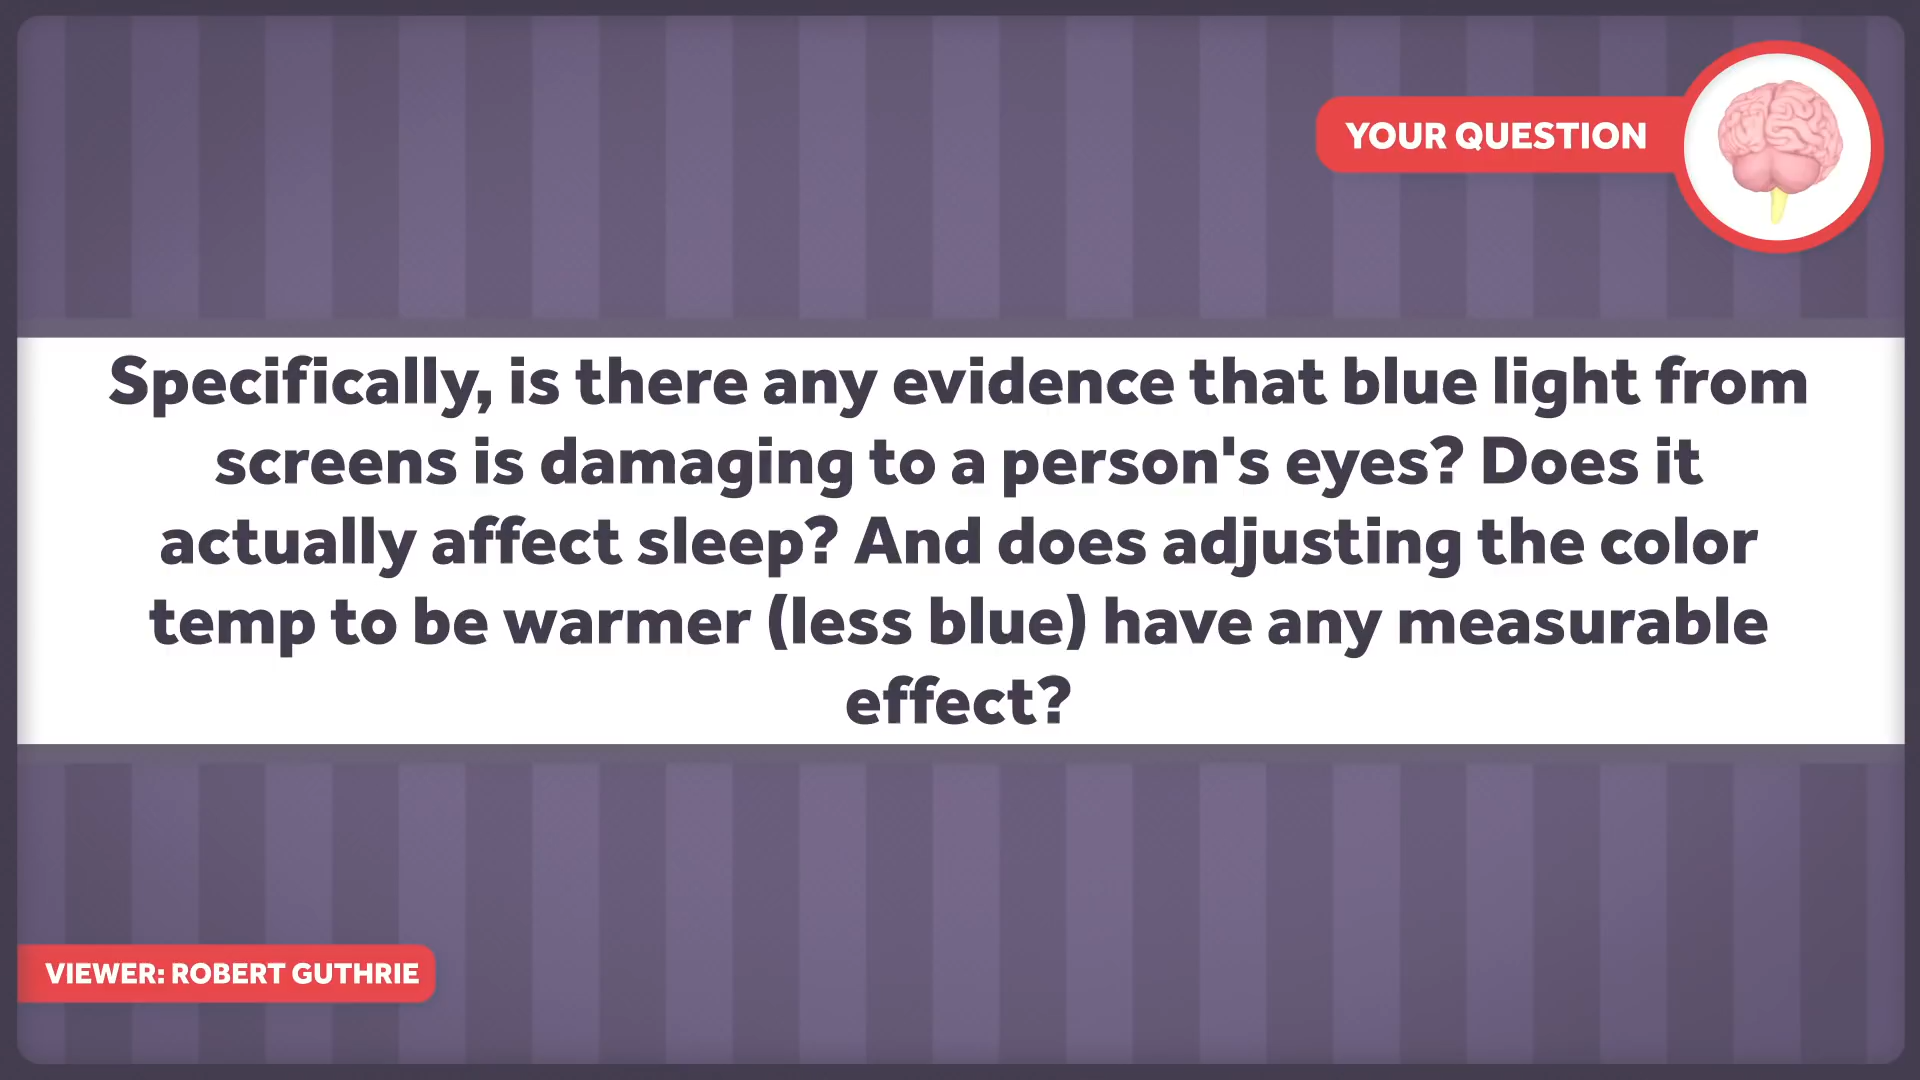 YOUR QUESTION
Specifically, is there any evidence that blue light from
screens is damaging to a person's eyes? Does it
actually affect sleep? And does adjusting the color
temp to be warmer (less blue) have any measurable
effect?
VIEWER: ROBERT GUTHRIE